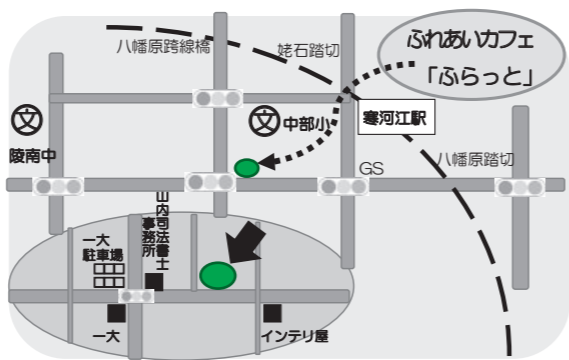 八幡原跨線橋
姥石踏切
ふれあいカフェ
「ふらっと」
文
陵南中
文
中部小
寒河江駅
GS
八幡原踏切
一大
駐車場
山内司法書士
事務所
一大
インテリ屋